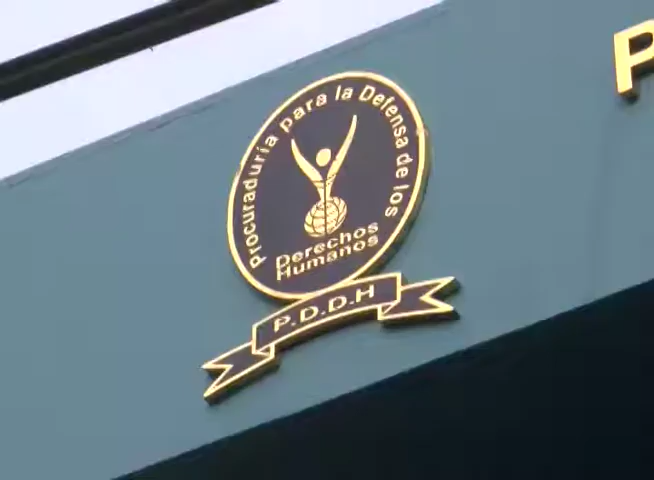 Procuraduría para la Defensa de los
Derechos
Humanos
P.D.D.H
P